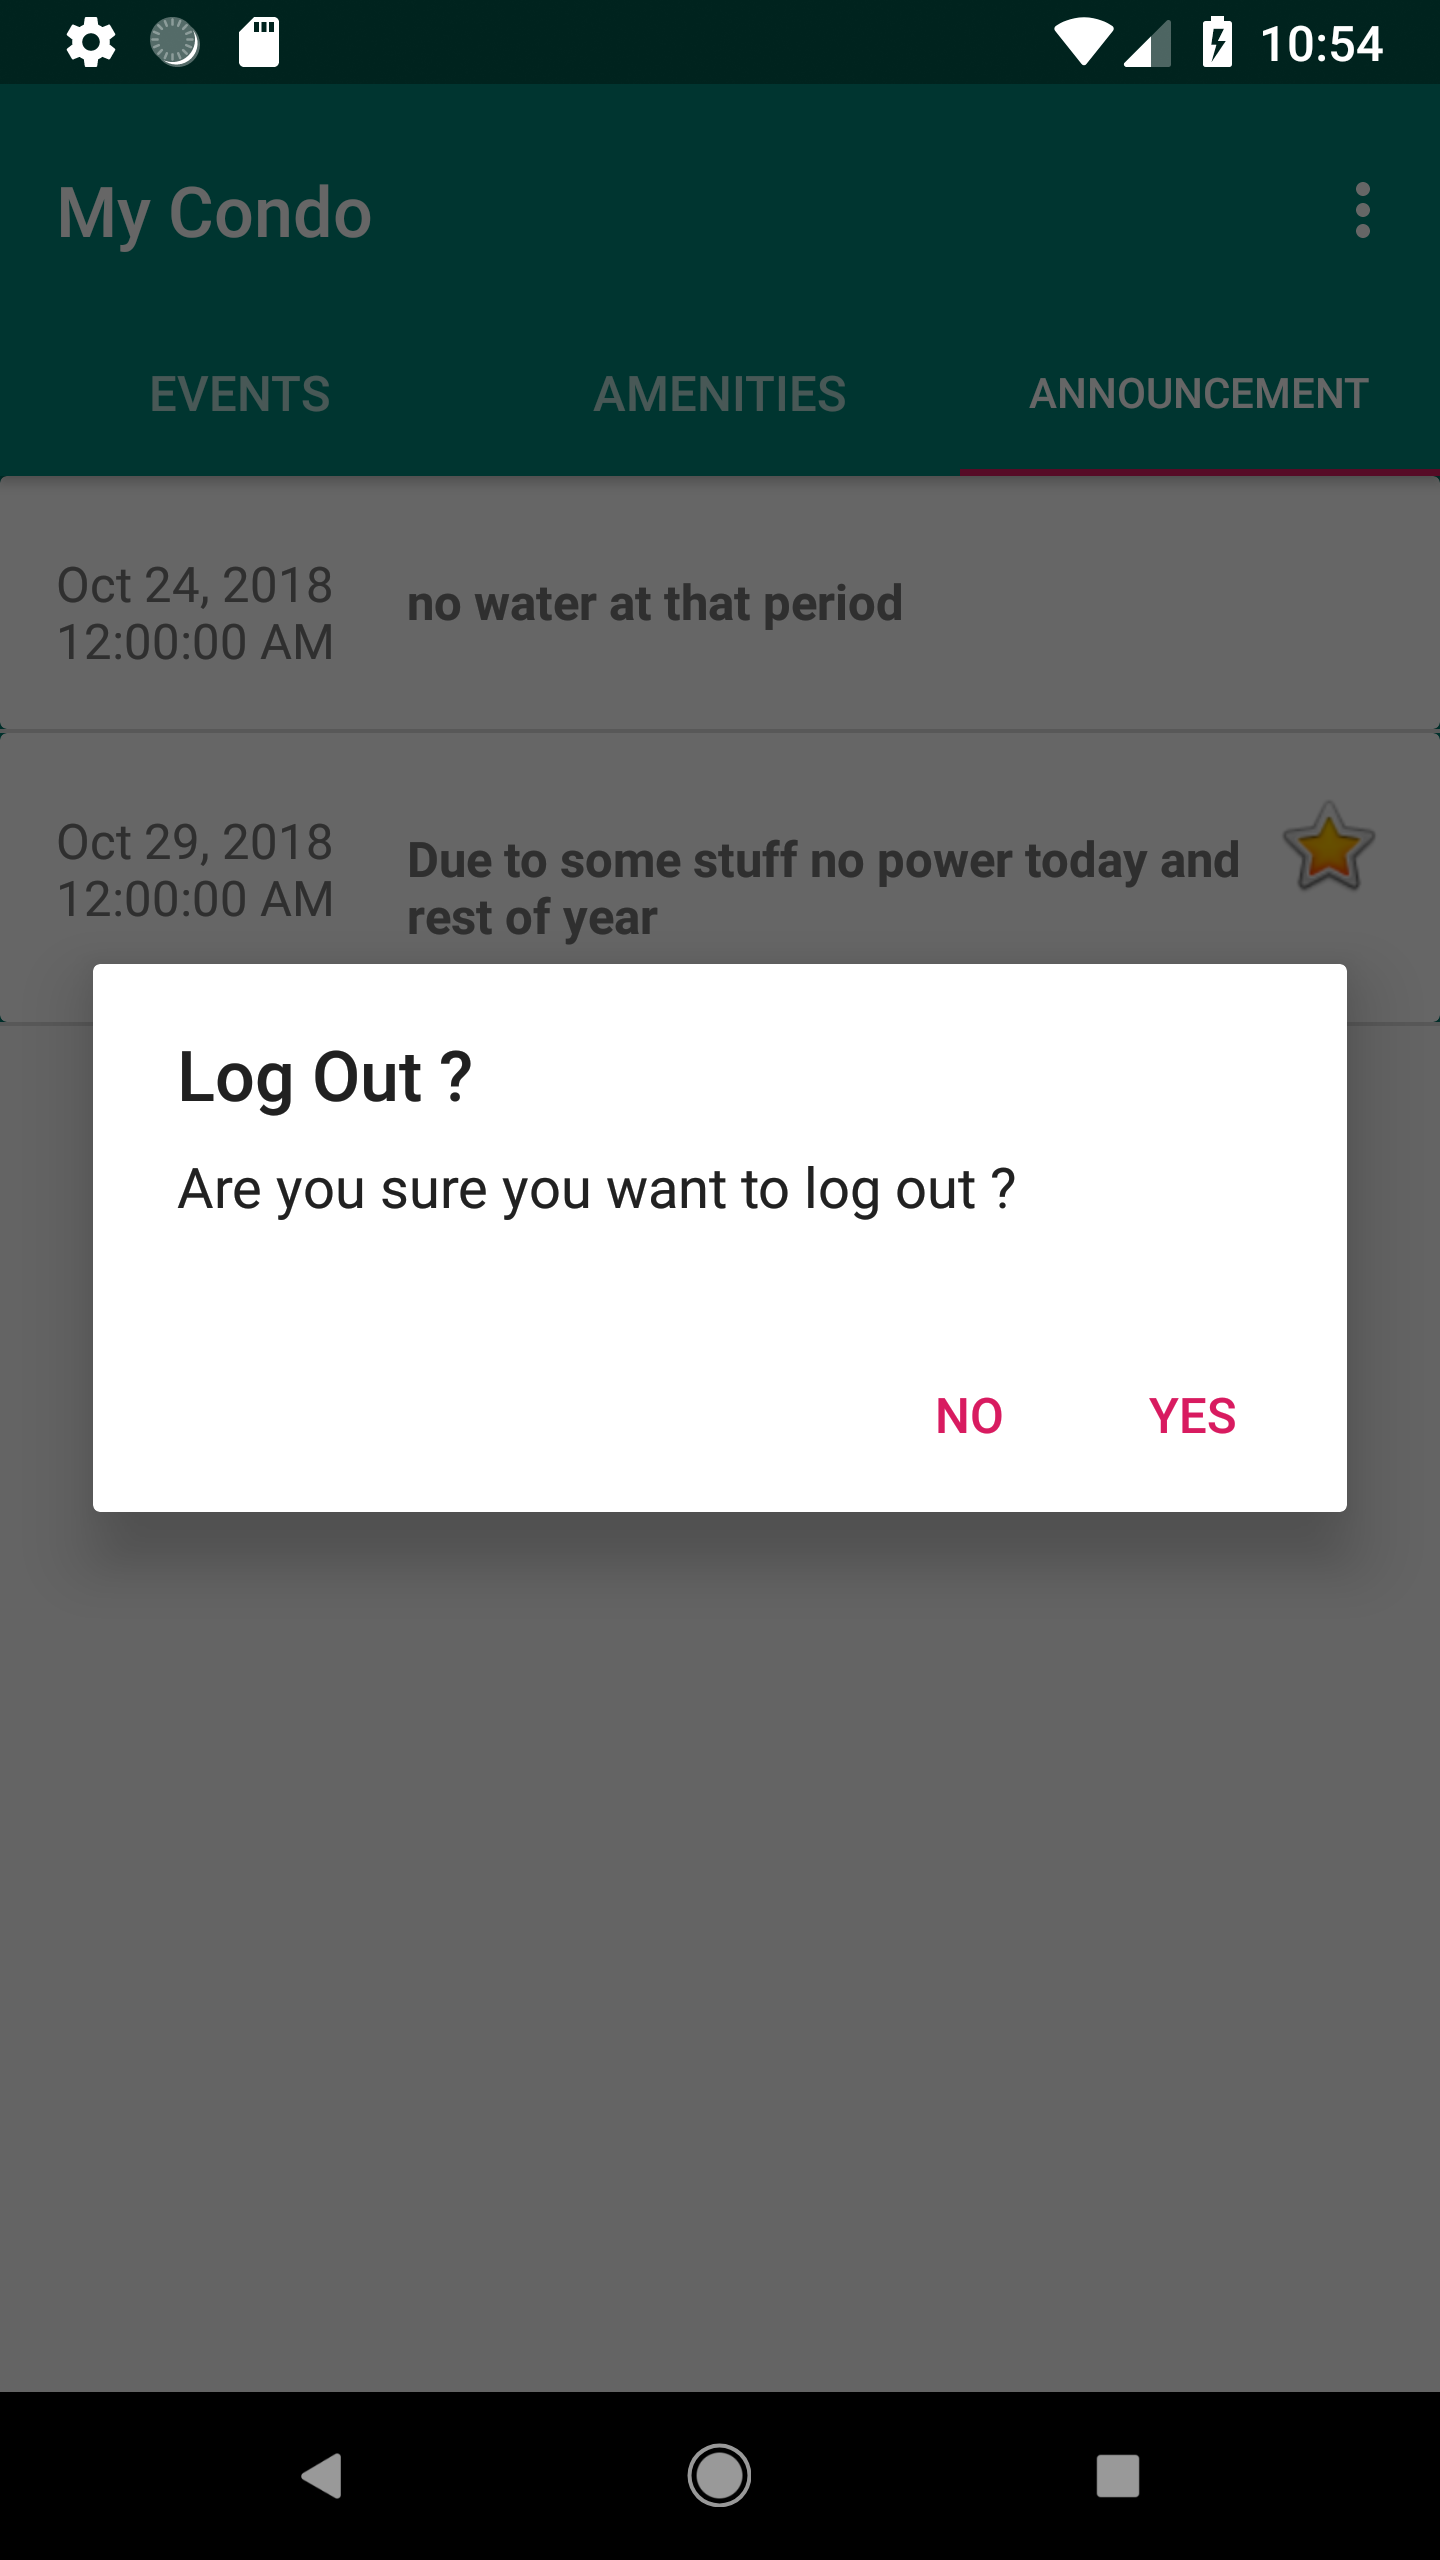 10:54
My Condo
EVENTS AMENITIES ANNOUNCEMENT
Oct 24, 2018
12:00:00 AM
no water at that period
Oct 29, 2018
12:00:00 AM
Due to some stuff no power today and
rest of year
Log Out ?
Are you sure you want to log out ?
NO YES